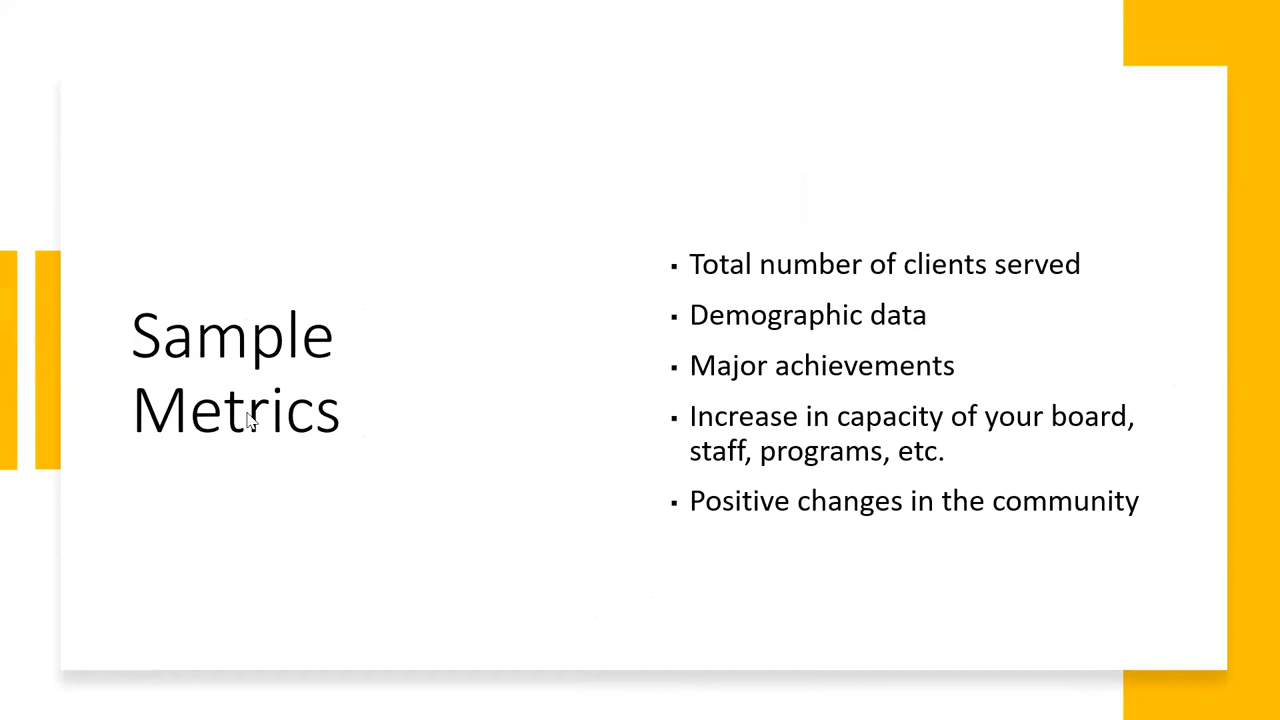 Sample
Metrics
▪ Total number of clients served
▪ Demographic data
▪ Major achievements
▪ Increase in capacity of your board,
staff, programs, etc.
▪ Positive changes in the community